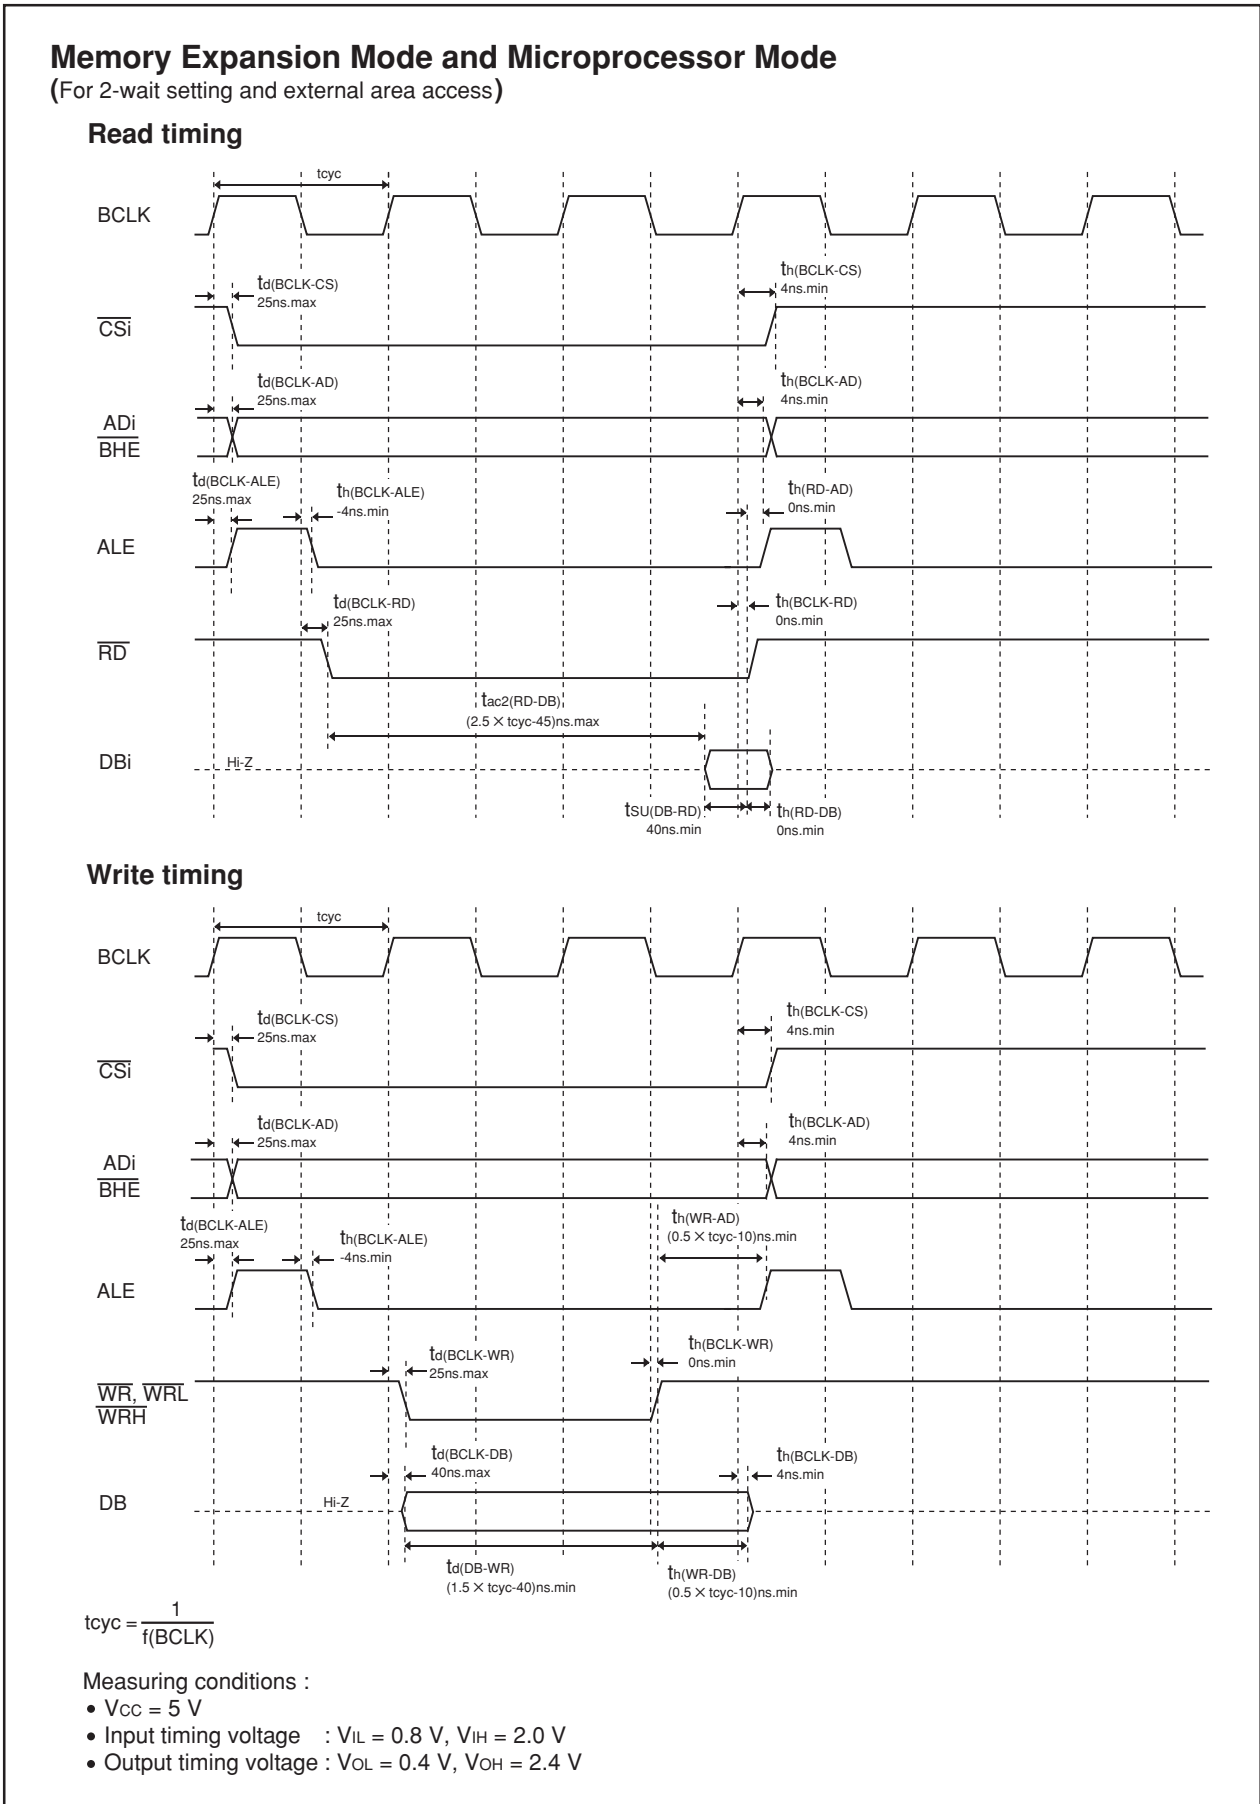 Memory Expansion Mode and Microprocessor Mode
(For 2-wait setting and external area access)
Read timing
tcyc
BCLK
td(BCLK-CS)
25ns.max
th(BCLK-CS)
4ns.min
CSi
td(BCLK-AD)
25ns.max
th(BCLK-AD)
4ns.min
ADi
BHE
td(BCLK-ALE)
25ns.max
th(BCLK-ALE)
-4ns.min
th(RD-AD)
0ns.min
ALE
td(BCLK-RD)
25ns.max
th(BCLK-RD)
0ns.min
RD
tac2(RD-DB)
(2.5 × tcyc-45)ns.max
DBi
Hi-Z
tSU(DB-RD)
40ns.min
th(RD-DB)
0ns.min
Write timing
tcyc
BCLK
td(BCLK-CS)
25ns.max
th(BCLK-CS)
4ns.min
CSi
td(BCLK-AD)
25ns.max
th(BCLK-AD)
4ns.min
ADi
BHE
td(BCLK-ALE)
25ns.max
th(BCLK-ALE)
-4ns.min
th(WR-AD)
(0.5 × tcyc-10)ns.min
ALE
td(BCLK-WR)
25ns.max
th(BCLK-WR)
0ns.min
WR, WRL
WRH
td(BCLK-DB)
40ns.max
th(BCLK-DB)
4ns.min
DB
Hi-Z
td(DB-WR)
(1.5 × tcyc-40)ns.min
th(WR-DB)
(0.5 × tcyc-10)ns.min
tcyc = 1
f(BCLK)
Measuring conditions :
• VCC = 5 V
• Input timing voltage : VIL = 0.8 V, VIH = 2.0 V
• Output timing voltage : VOL = 0.4 V, VOH = 2.4 V